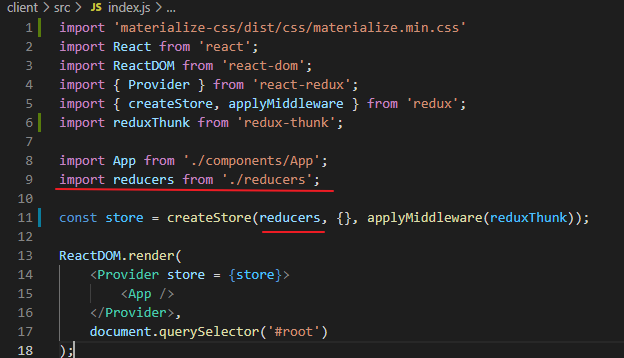 client > src > JS index.js > ...
1 import 'materialize-css/dist/css/materialize.min.css'
2 import React from 'react';
3 import ReactDOM from 'react-dom';
4 import { Provider } from 'react-redux';
5 import { createStore, applyMiddleware } from 'redux';
6 import reduxThunk from 'redux-thunk';
7
8 import App from './components/App';
9 import reducers from './reducers';
10
11 const store = createStore(reducers, {}, applyMiddleware(reduxThunk));
12
13 ReactDOM.render(
14 <Provider store = {store}>
15 <App />
16 </Provider>,
17 document.querySelector('#root')
18 );